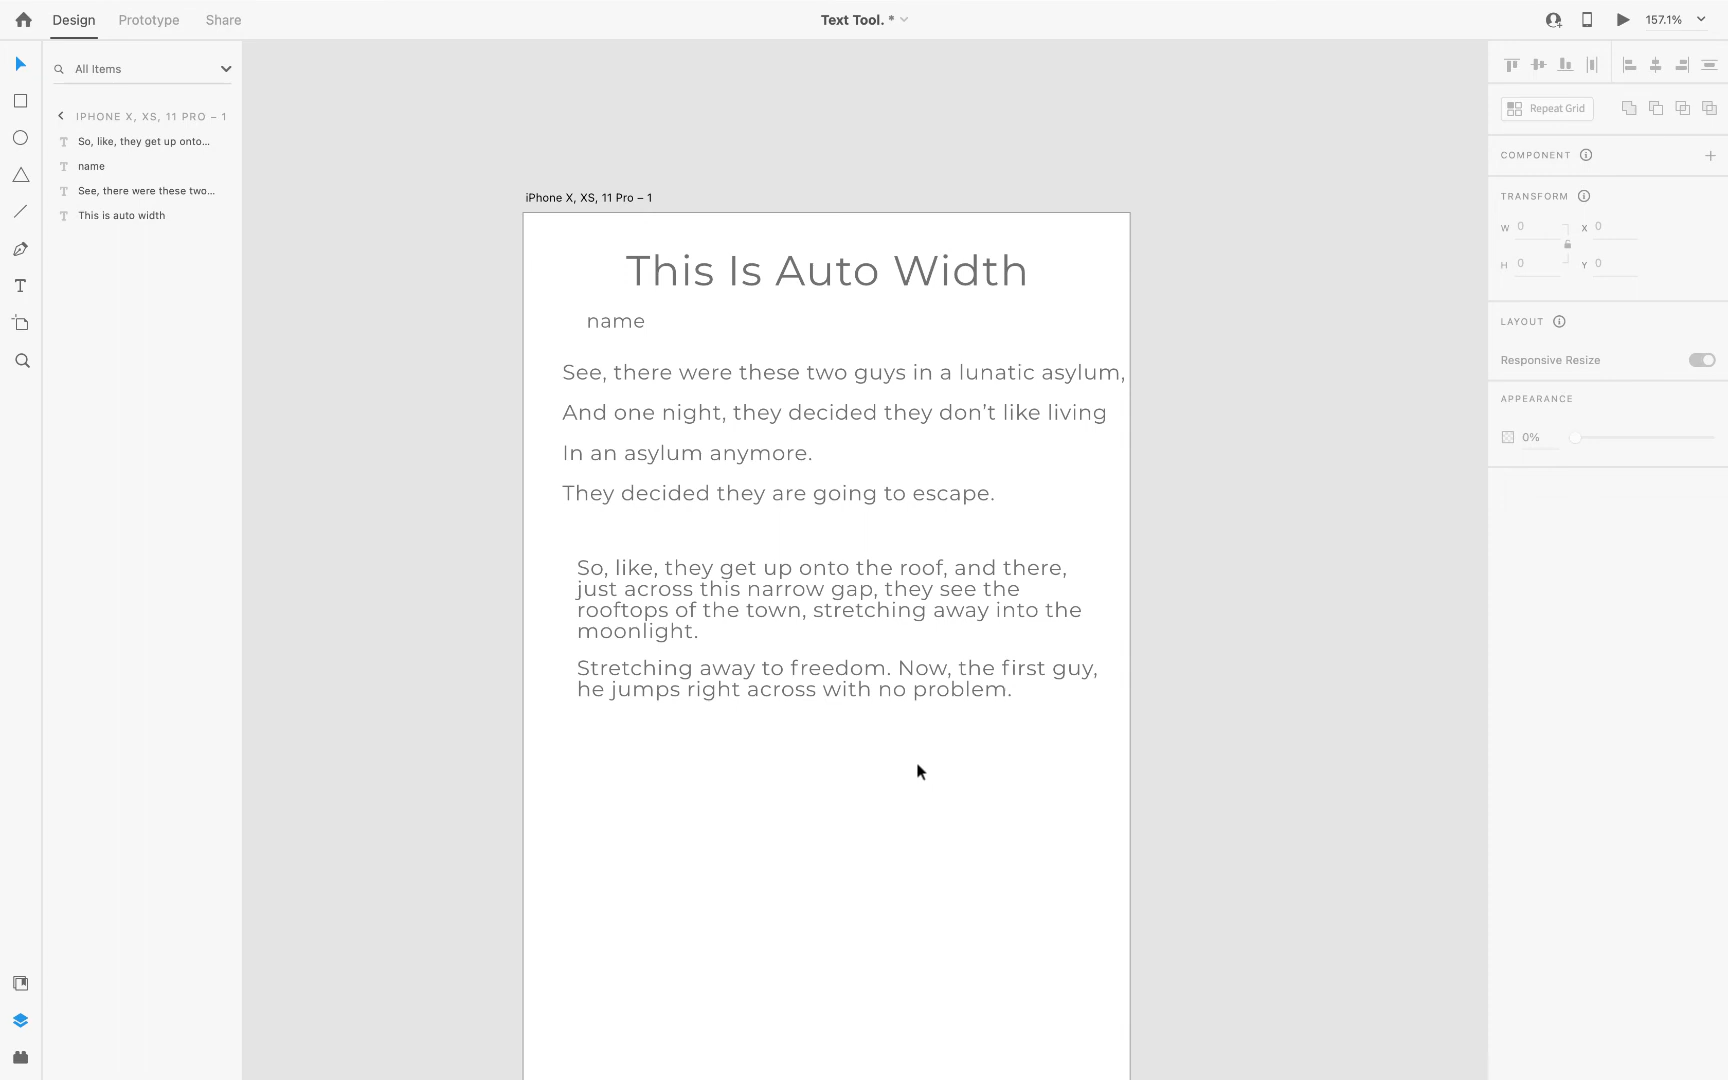 Design Prototype Share Text Tool. * 157.1%
All Items
IPHONE X, XS, 11 PRO – 1
So, like, they get up onto...
name
See, there were these two...
This is auto width
iPhone X, XS, 11 Pro – 1
This Is Auto Width
name
See, there were these two guys in a lunatic asylum,
And one night, they decided they don't like living
In an asylum anymore.
They decided they are going to escape.
So, like, they get up onto the roof, and there,
just across this narrow gap, they see the
rooftops of the town, stretching away into the
moonlight.
Stretching away to freedom. Now, the first guy,
he jumps right across with no problem.
Repeat Grid
COMPONENT
TRANSFORM
W 0 X 0
H 0 Y 0
LAYOUT
Responsive Resize
APPEARANCE
0%